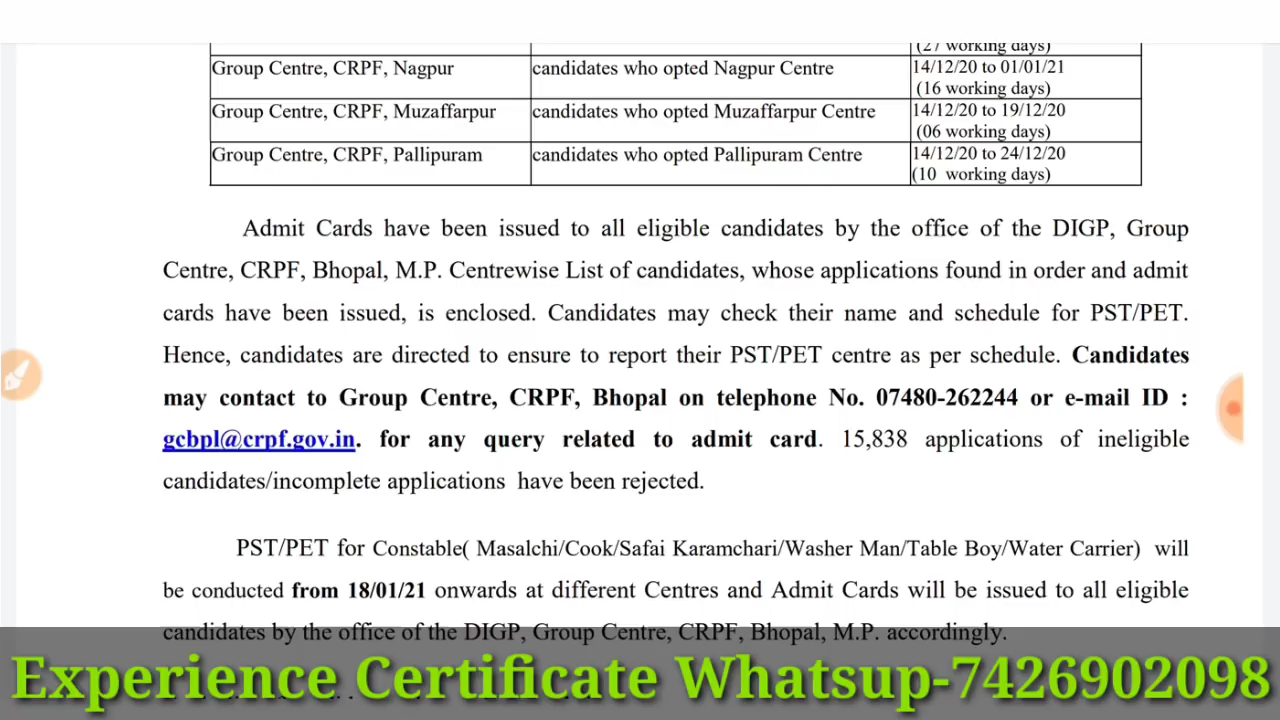 (27 working days)
Group Centre, CRPF, Nagpur candidates who opted Nagpur Centre 14/12/20 to 01/01/21
(16 working days)
Group Centre, CRPF, Muzaffarpur candidates who opted Muzaffarpur Centre 14/12/20 to 19/12/20
(06 working days)
Group Centre, CRPF, Pallipuram candidates who opted Pallipuram Centre 14/12/20 to 24/12/20
(10 working days)
Admit Cards have been issued to all eligible candidates by the office of the DIGP, Group
Centre, CRPF, Bhopal, M.P. Centrewise List of candidates, whose applications found in order and admit
cards have been issued, is enclosed. Candidates may check their name and schedule for PST/PET.
Hence, candidates are directed to ensure to report their PST/PET centre as per schedule. Candidates
may contact to Group Centre, CRPF, Bhopal on telephone No. 07480-262244 or e-mail ID :
gcbpl@crpf.gov.in. for any query related to admit card. 15,838 applications of ineligible
candidates/incomplete applications have been rejected.
PST/PET for Constable( Masalchi/Cook/Safai Karamchari/Washer Man/Table Boy/Water Carrier) will
be conducted from 18/01/21 onwards at different Centres and Admit Cards will be issued to all eligible
candidates by the office of the DIGP, Group Centre, CRPF, Bhopal, M.P. accordingly.
Experience Certificate Whatsup-7426902098